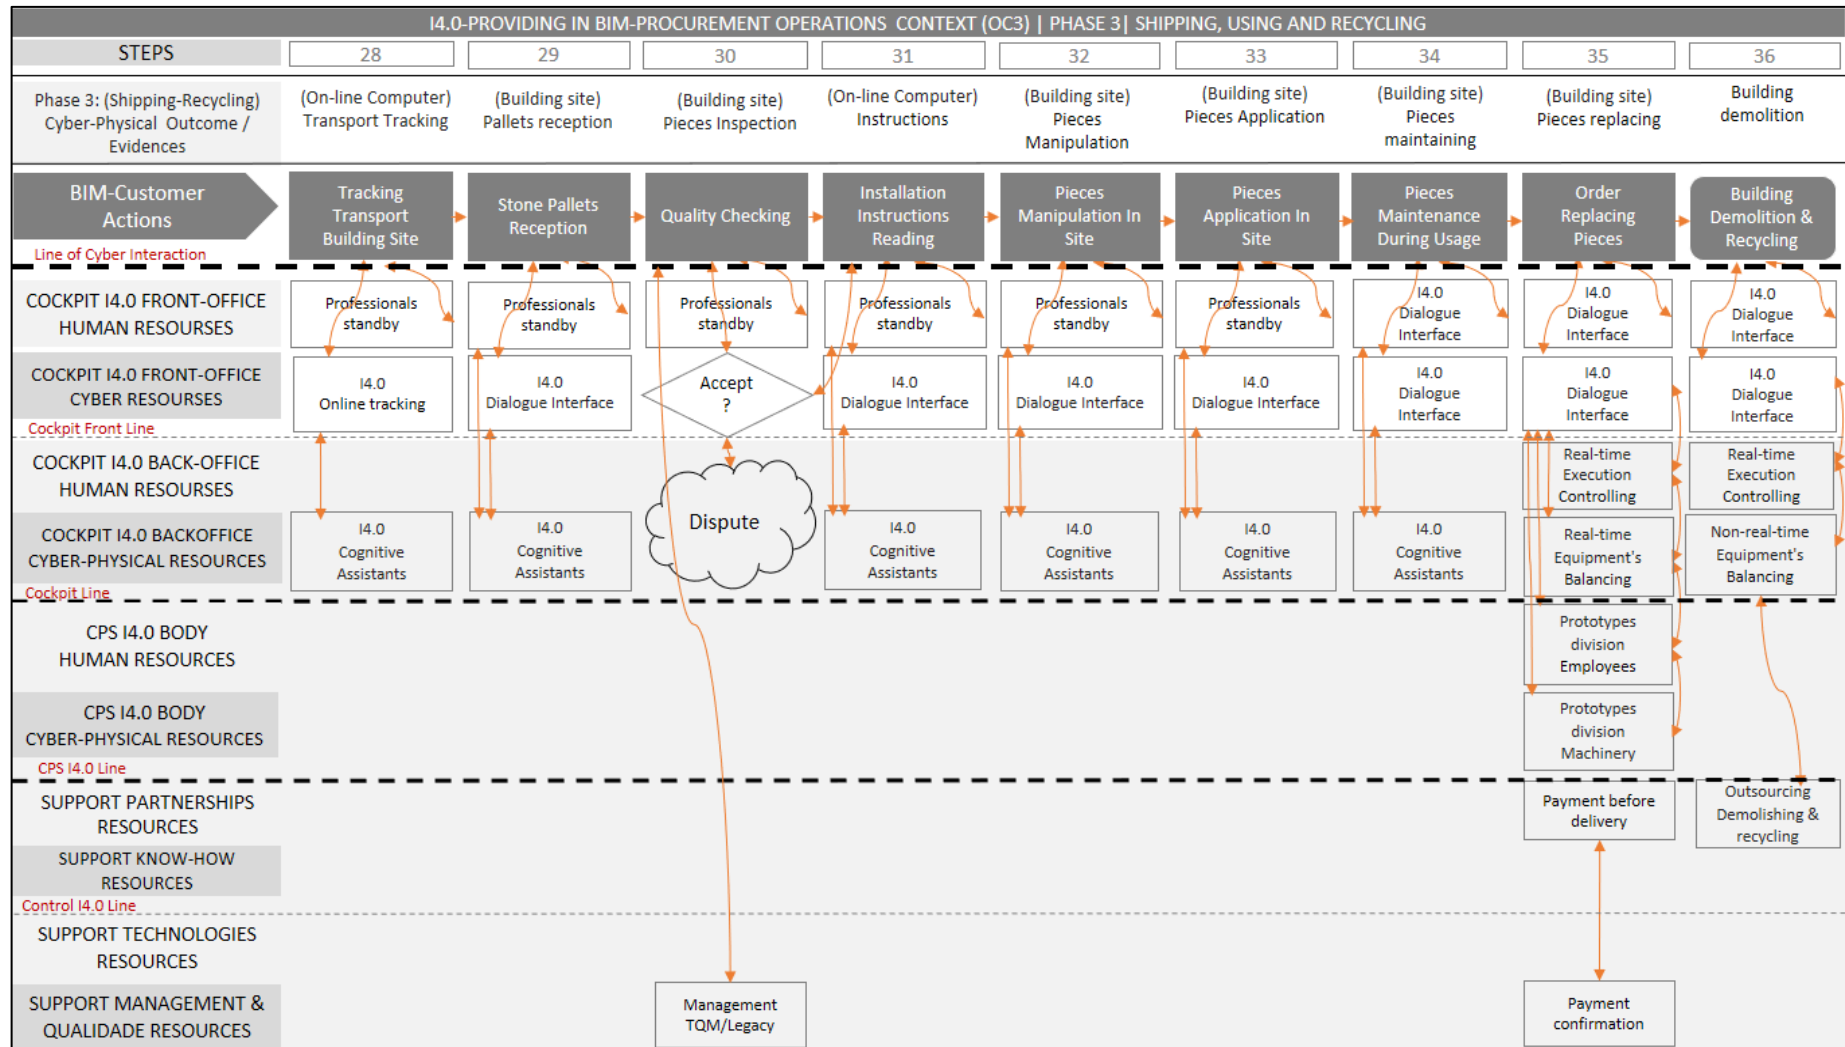 I4.0-PROVIDING IN BIM-PROCUREMENT OPERATIONS CONTEXT (OC3) | PHASE 3| SHIPPING, USING AND RECYCLING
STEPS
28
29
30
31
32
33
34
35
36
Phase 3: (Shipping-Recycling)
Cyber-Physical Outcome /
Evidences
(On-line Computer)
Transport Tracking
(Building site)
Pallets reception
(Building site)
Pieces Inspection
(On-line Computer)
Instructions
(Building site)
Pieces
Manipulation
(Building site)
Pieces Application
(Building site)
Pieces
maintaining
(Building site)
Pieces replacing
Building
demolition
BIM-Customer
Actions
Tracking
Transport
Building Site
Stone Pallets
Reception
Quality Checking
Installation
Instructions
Reading
Pieces
Manipulation In
Site
Pieces
Application In
Site
Pieces
Maintenance
During Usage
Order
Replacing
Pieces
Building
Demolition &
Recycling
Line of Cyber Interaction
COCKPIT I4.0 FRONT-OFFICE
HUMAN RESOURSES
Professionals
standby
Professionals
standby
Professionals
standby
Professionals
standby
Professionals
standby
Professionals
standby
I4.0
Dialogue
Interface
I4.0
Dialogue
Interface
I4.0
Dialogue
Interface
COCKPIT I4.0 FRONT-OFFICE
CYBER RESOURSES
I4.0
Online tracking
I4.0
Dialogue Interface
Accept
?
I4.0
Dialogue Interface
I4.0
Dialogue Interface
I4.0
Dialogue Interface
I4.0
Dialogue
Interface
I4.0
Dialogue
Interface
I4.0
Dialogue
Interface
Cockpit Front Line
COCKPIT I4.0 BACK-OFFICE
HUMAN RESOURSES
Dispute
Real-time
Execution
Controlling
Real-time
Execution
Controlling
COCKPIT I4.0 BACKOFFICE
CYBER-PHYSICAL RESOURCES
I4.0
Cognitive
Assistants
I4.0
Cognitive
Assistants
I4.0
Cognitive
Assistants
I4.0
Cognitive
Assistants
I4.0
Cognitive
Assistants
I4.0
Cognitive
Assistants
Real-time
Equipment's
Balancing
Non-real-time
Equipment's
Balancing
Cockpit Line
CPS I4.0 BODY
HUMAN RESOURCES
Prototypes
division
Employees
CPS I4.0 BODY
CYBER-PHYSICAL RESOURCES
Prototypes
division
Machinery
CPS I4.0 Line
SUPPORT PARTNERSHIPS
RESOURCES
Payment before
delivery
Outsourcing
Demolishing &
recycling
SUPPORT KNOW-HOW
RESOURCES
Control I4.0 Line
SUPPORT TECHNOLOGIES
RESOURCES
SUPPORT MANAGEMENT &
QUALIDADE RESOURCES
Management
TQM/Legacy
Payment
confirmation